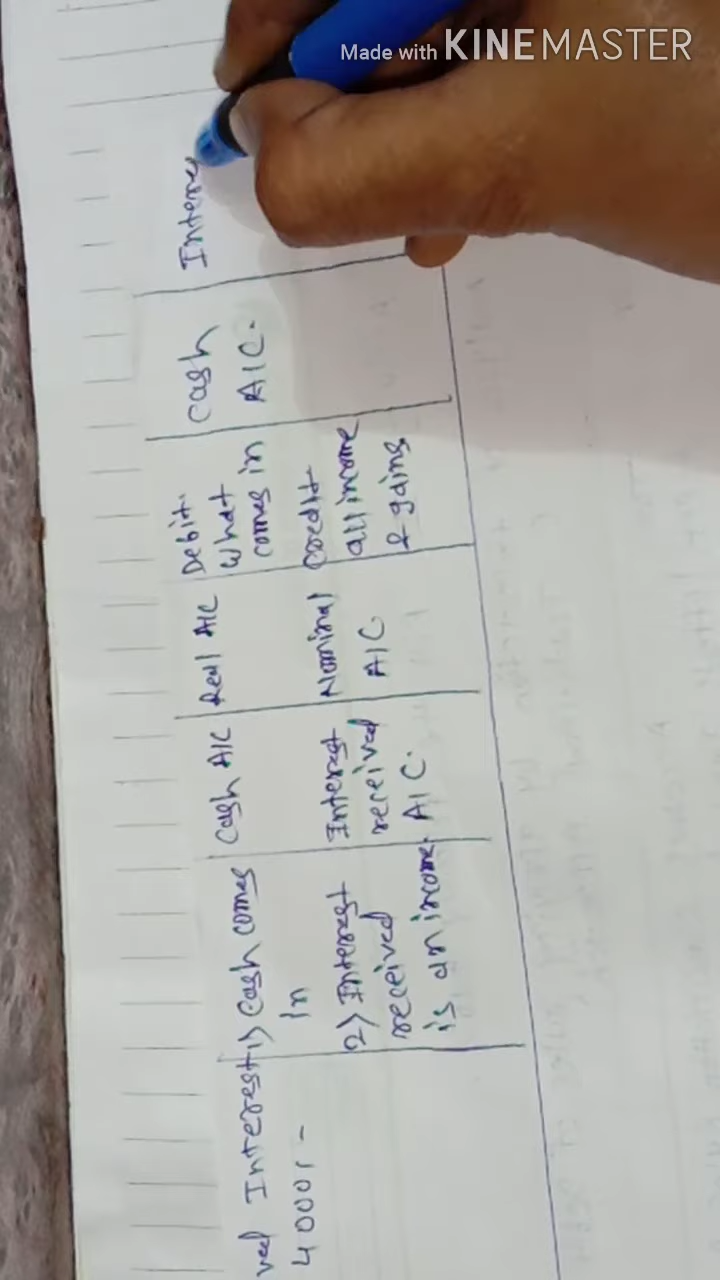 Made with KINEMASTER
ved Interest
4000/-
1) Cash comes
in
2) Interest
received
is an income.
Cash A/C
Interest
received
A/C.
Real A/C
Nominal
A/C
Debit.
What
comes in
Credit
all income
& gains
Cash
A/C.
Intere